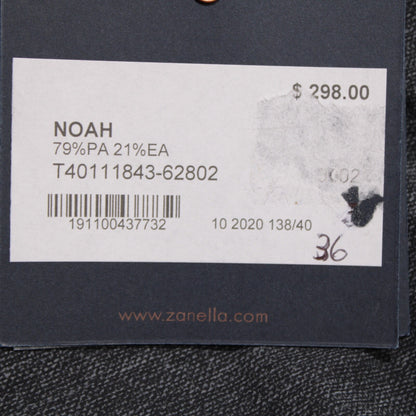 $ 298.00
NOAH
79%PA 21%EA
T40111843-62802
191100437732
10 2020 138/40
36
www.zanella.com